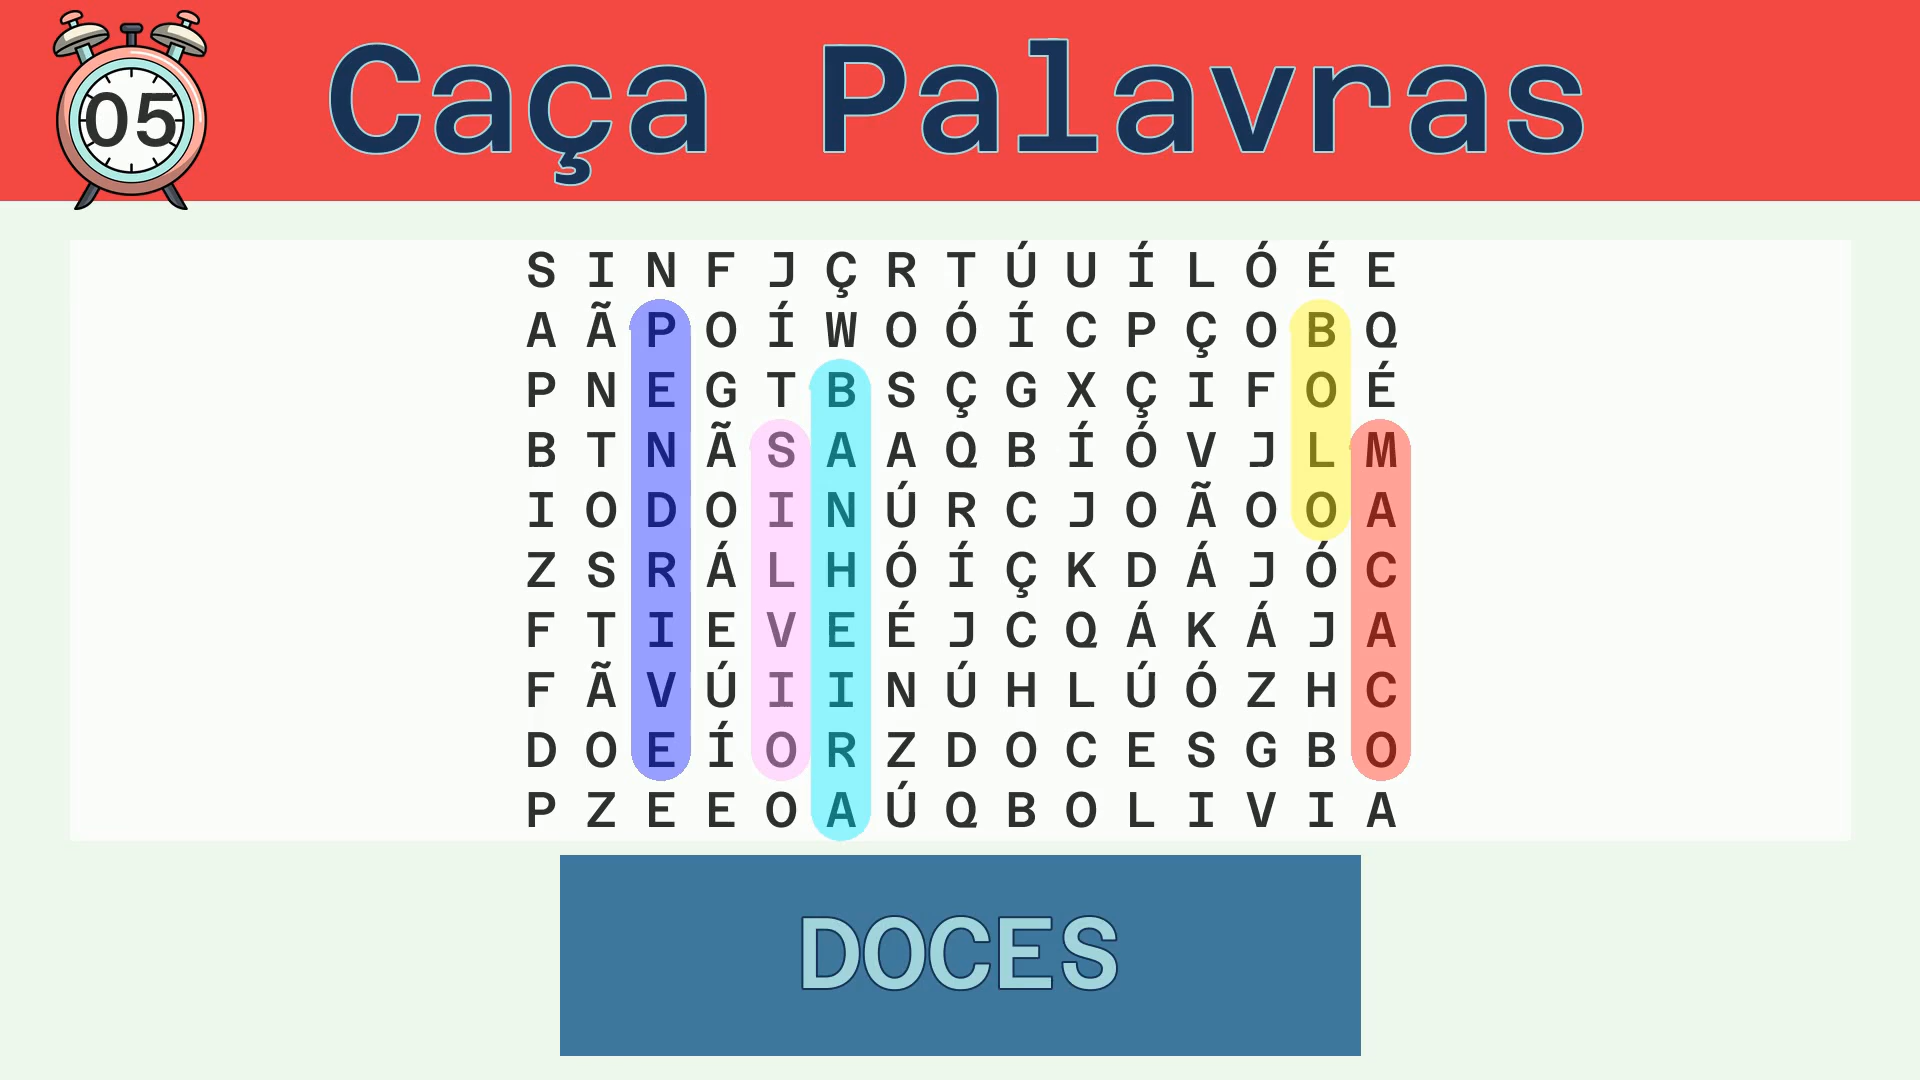 05
Caça Palavras
S I N F J Ç R T Ú U Í L Ó É E
A Ã P O Í W O Ó Í C P Ç O B Q
P N E G T B S Ç G X Ç I F O É
B T N Ã S A A Q B Í Ó V J L M
I O D O I N Ú R C J O Ã O O A
Z S R Á L H Ó Í Ç K D Á J Ó C
F T I E V E É J C Q Á K Á J A
F Ã V Ú I I N Ú H L Ú Ó Z H C
D O E Í O R Z D O C E S G B O
P Z E E O A Ú Q B O L I V I A
DOCES